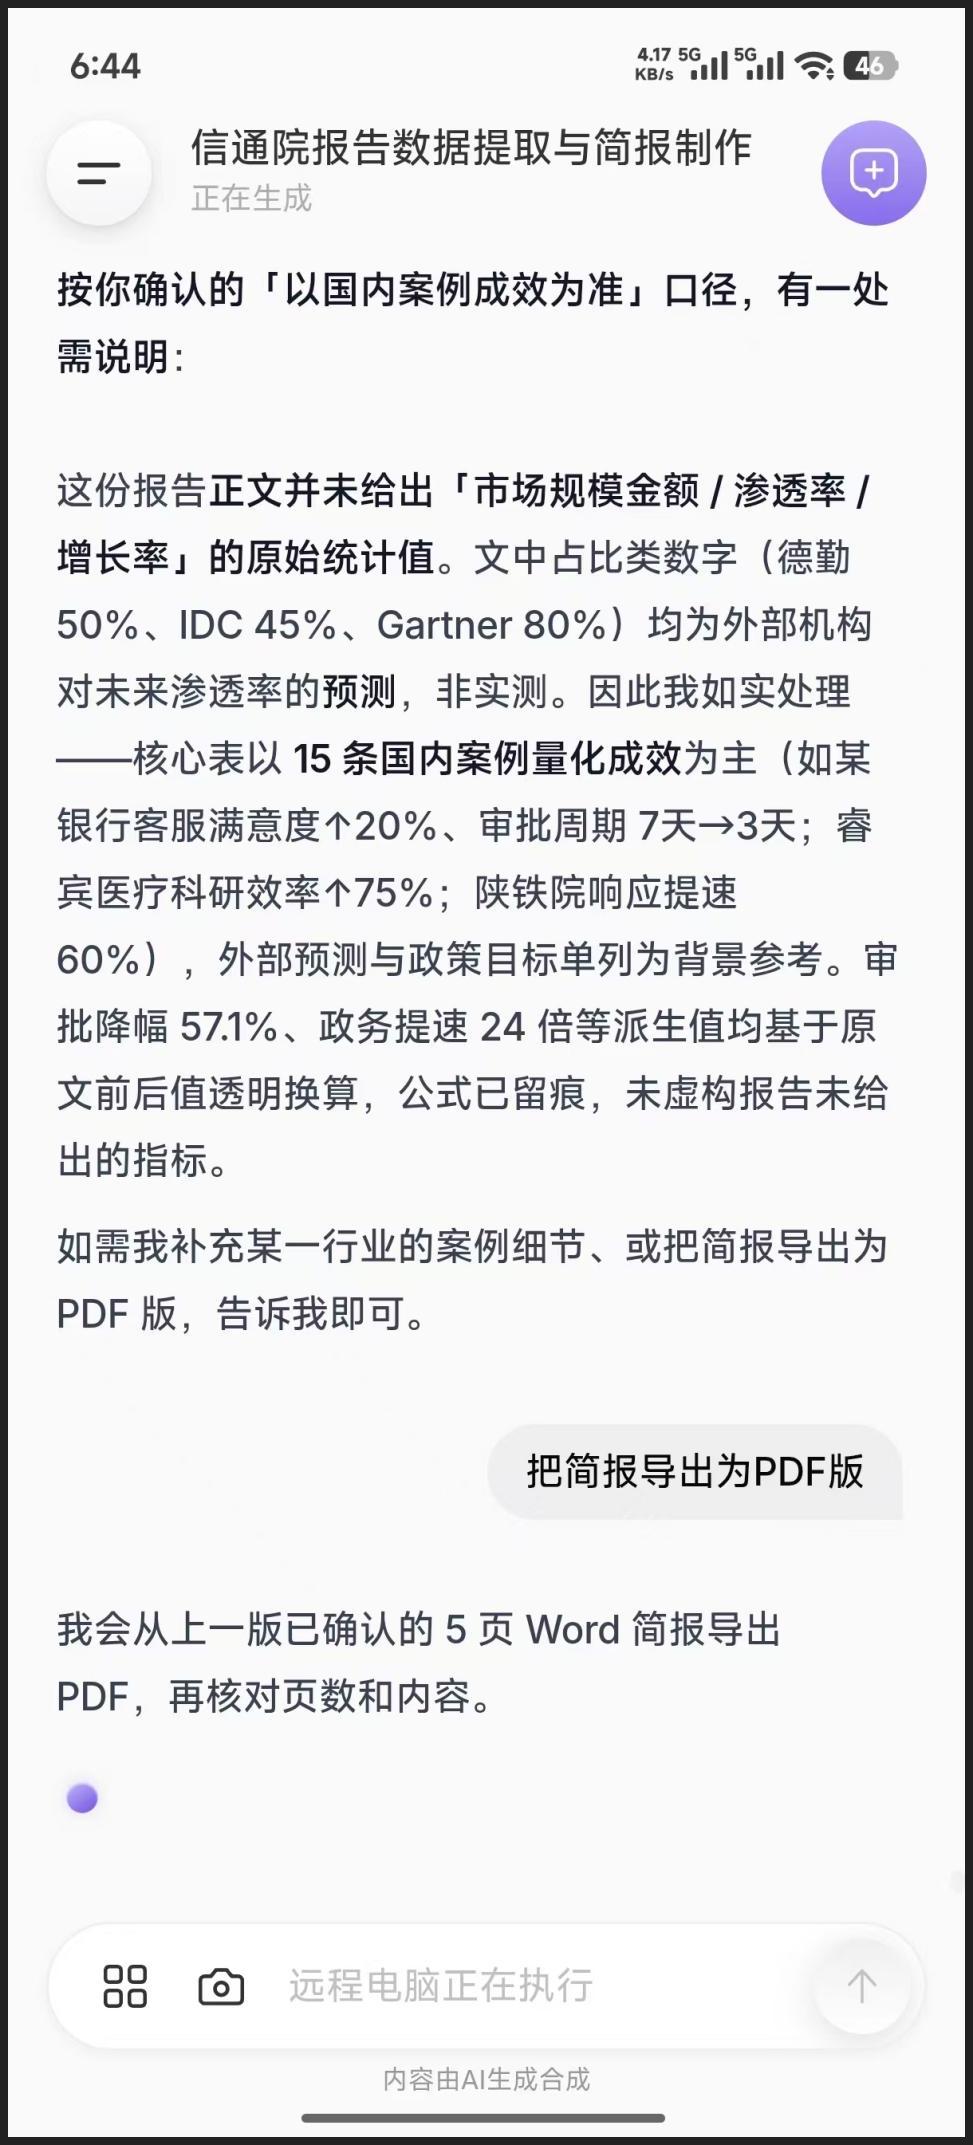 6:44
4.17 5G 5G 46
KB/s
信通院报告数据提取与简报制作
正在生成
按你确认的「以国内案例成效为准」口径，有一处
需说明：
这份报告正文并未给出「市场规模金额 / 渗透率 /
增长率」的原始统计值。文中占比类数字（德勤
50%、IDC 45%、Gartner 80%）均为外部机构
对未来渗透率的预测，非实测。因此我如实处理
——核心表以 15 条国内案例量化成效为主（如某
银行客服满意度↑20%、审批周期 7天→3天；睿
宾医疗科研效率↑75%；陕铁院响应提速
60%），外部预测与政策目标单列为背景参考。审
批降幅 57.1%、政务提速 24 倍等派生值均基于原
文前后值透明换算，公式已留痕，未虚构报告未给
出的指标。
如需我补充某一行业的案例细节、或把简报导出为
PDF 版，告诉我即可。
把简报导出为PDF版
我会从上一版已确认的 5 页 Word 简报导出
PDF，再核对页数和内容。
远程电脑正在执行
内容由AI生成合成